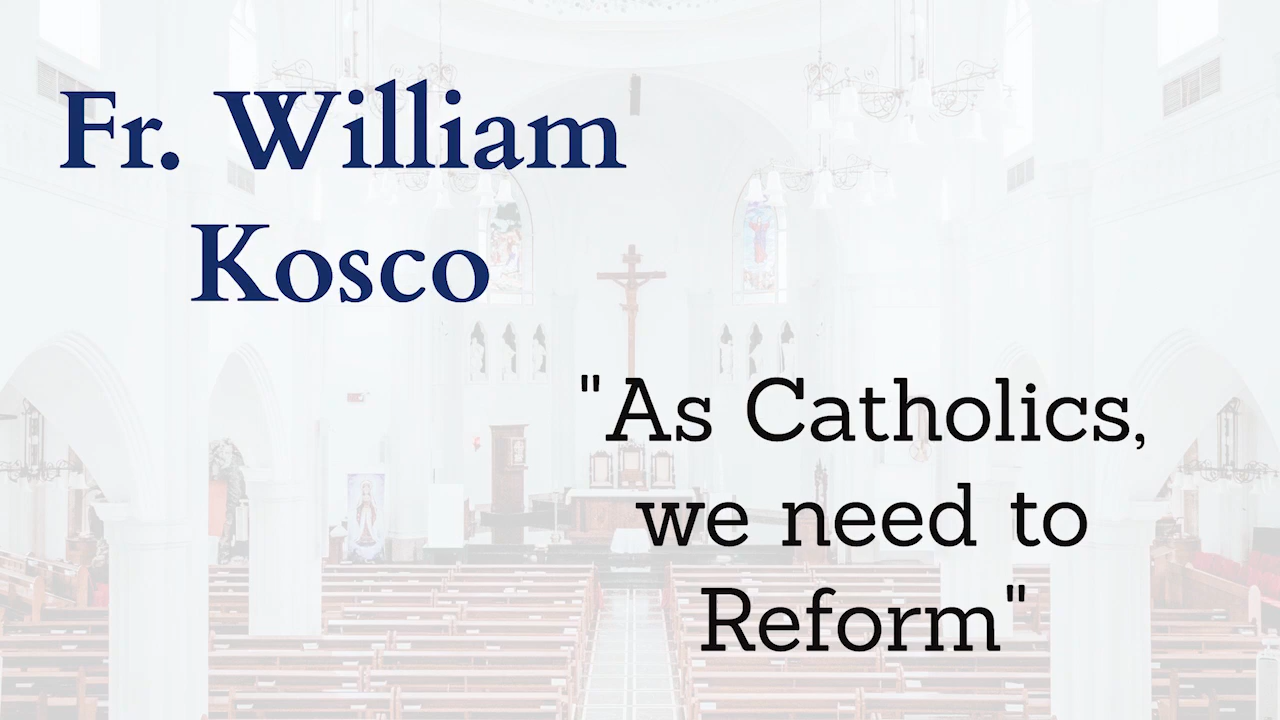 Fr. William
Kosco
"As Catholics,
we need to
Reform"